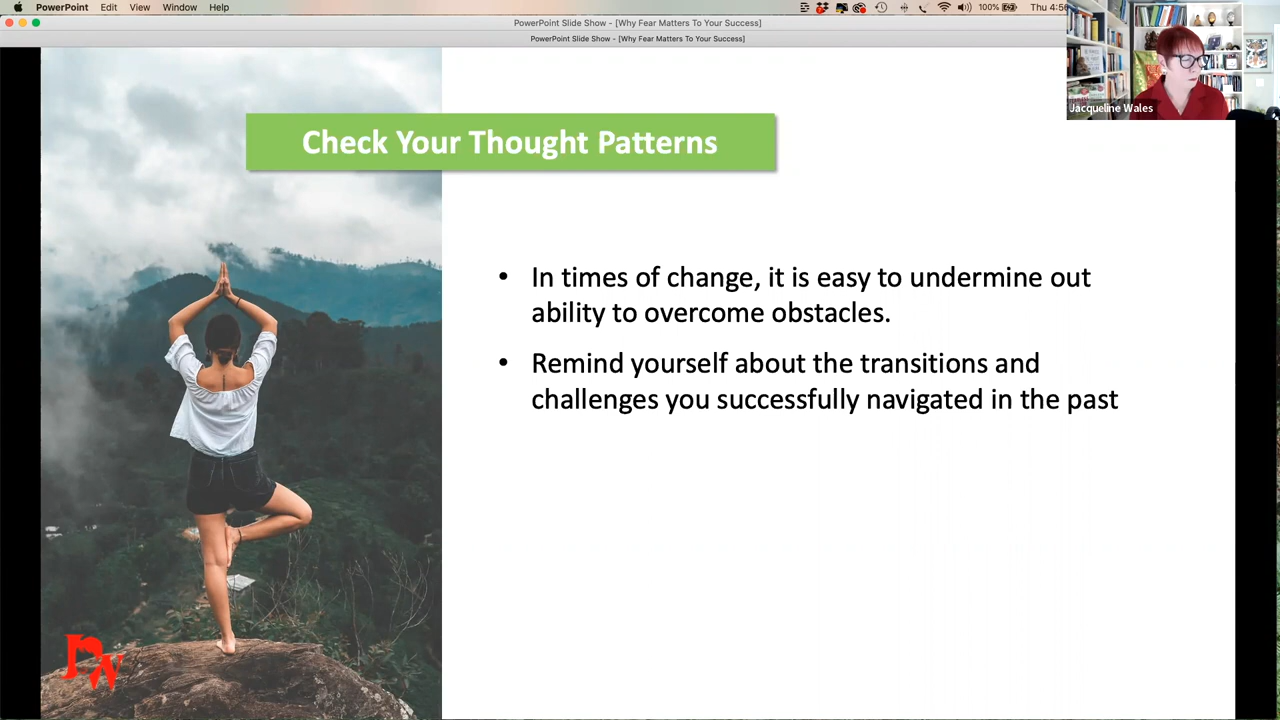 PowerPoint Edit View Window Help 100% Thu 4:56
PowerPoint Slide Show - [Why Fear Matters To Your Success]
PowerPoint Slide Show - [Why Fear Matters To Your Success]
Jacqueline Wales
Check Your Thought Patterns
• In times of change, it is easy to undermine out
ability to overcome obstacles.
• Remind yourself about the transitions and
challenges you successfully navigated in the past